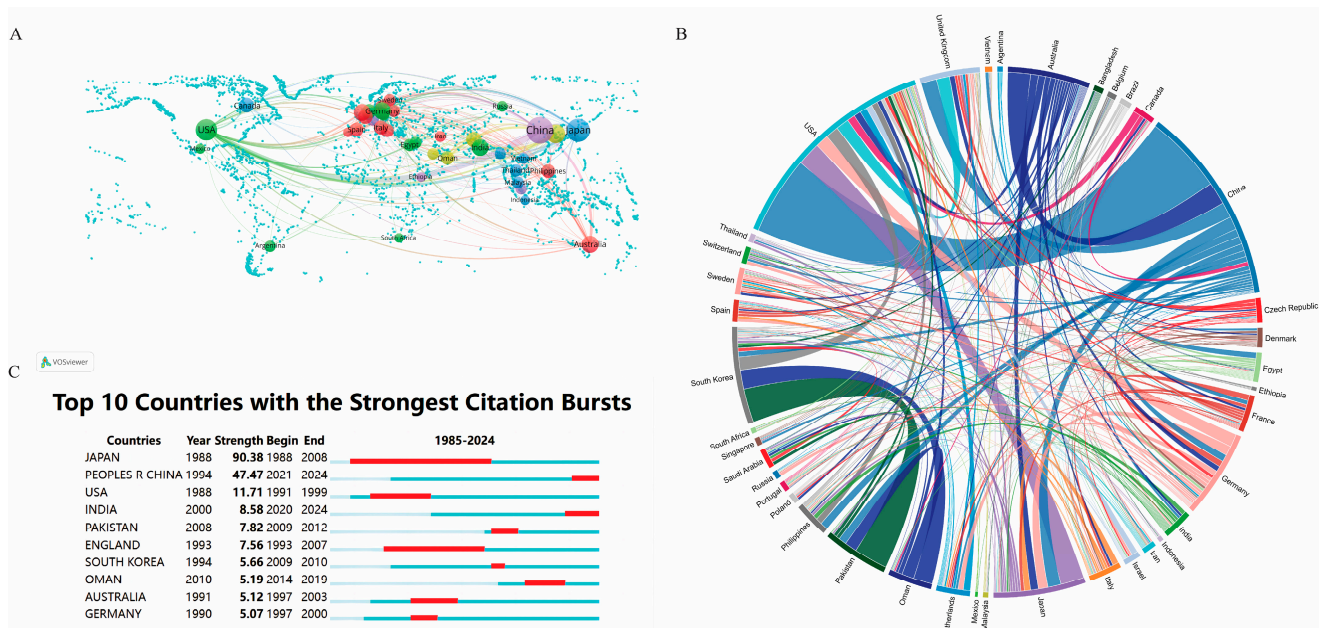 A
Canada
USA
Mexico
Argentina
Sweden
Germany
Spain
Italy
Iran
Egypt
Oman
Ethiopia
South Africa
Russia
India
China
Japan
Vietnam
Thailand
Philippines
Malaysia
Indonesia
Australia
VOSviewer
B
United Kingdom
Vietnam
Argentina
Australia
Bangladesh
Belgium
Brazil
Canada
China
Czech Republic
Denmark
Egypt
Ethiopia
France
Germany
India
Indonesia
Iran
Israel
Italy
Japan
Malaysia
Mexico
therlands
Oman
Pakistan
Philippines
Poland
Portugal
Russia
Saudi Arabia
Singapore
South Africa
South Korea
Spain
Sweden
Switzerland
Thailand
USA
C
Top 10 Countries with the Strongest Citation Bursts
Countries Year Strength Begin End 1985-2024
JAPAN 1988 90.38 1988 2008
PEOPLES R CHINA 1994 47.47 2021 2024
USA 1988 11.71 1991 1999
INDIA 2000 8.58 2020 2024
PAKISTAN 2008 7.82 2009 2012
ENGLAND 1993 7.56 1993 2007
SOUTH KOREA 1994 5.66 2009 2010
OMAN 2010 5.19 2014 2019
AUSTRALIA 1991 5.12 1997 2003
GERMANY 1990 5.07 1997 2000